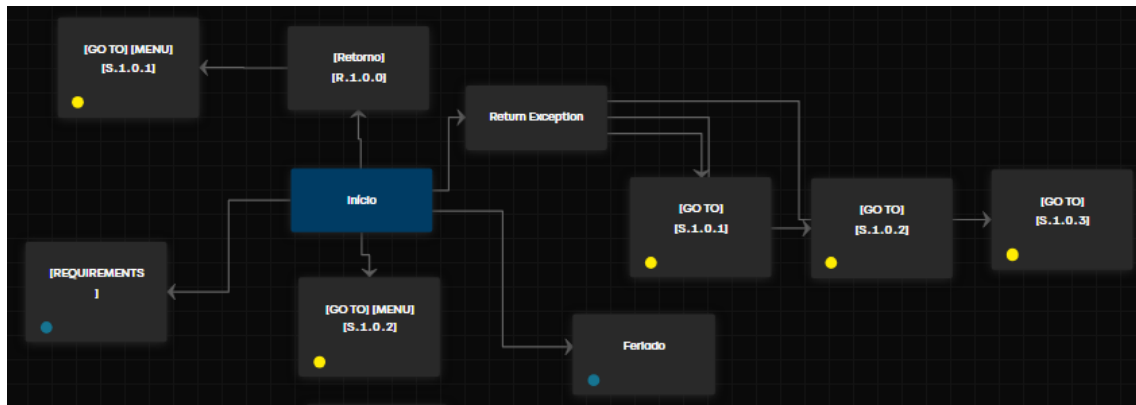 [GO TO] [MENU]
[S.1.0.1]
[Retorno]
[R.1.0.0]
Return Exception
Início
[GO TO]
[S.1.0.1]
[GO TO]
[S.1.0.2]
[GO TO]
[S.1.0.3]
[REQUIREMENTS
]
[GO TO] [MENU]
[S.1.0.2]
Feriado